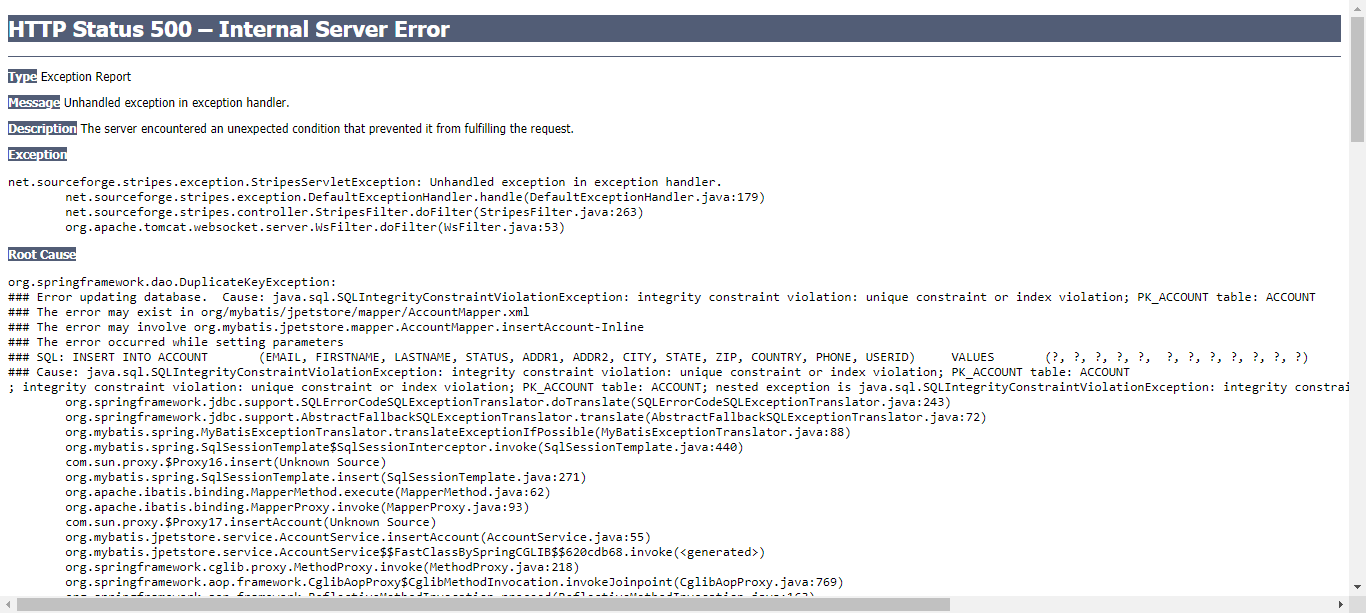 HTTP Status 500 – Internal Server Error
Type Exception Report
Message Unhandled exception in exception handler.
Description The server encountered an unexpected condition that prevented it from fulfilling the request.
Exception
net.sourceforge.stripes.exception.StripesServletException: Unhandled exception in exception handler.
net.sourceforge.stripes.exception.DefaultExceptionHandler.handle(DefaultExceptionHandler.java:179)
net.sourceforge.stripes.controller.StripesFilter.doFilter(StripesFilter.java:263)
org.apache.tomcat.websocket.server.WsFilter.doFilter(WsFilter.java:53)
Root Cause
org.springframework.dao.DuplicateKeyException:
### Error updating database.  Cause: java.sql.SQLIntegrityConstraintViolationException: integrity constraint violation: unique constraint or index violation; PK_ACCOUNT table: ACCOUNT
### The error may exist in org/mybatis/jpetstore/mapper/AccountMapper.xml
### The error may involve org.mybatis.jpetstore.mapper.AccountMapper.insertAccount-Inline
### The error occurred while setting parameters
### SQL: INSERT INTO ACCOUNT       (EMAIL, FIRSTNAME, LASTNAME, STATUS, ADDR1, ADDR2, CITY, STATE, ZIP, COUNTRY, PHONE, USERID)     VALUES       (?, ?, ?, ?, ?,  ?, ?, ?, ?, ?, ?, ?)
### Cause: java.sql.SQLIntegrityConstraintViolationException: integrity constraint violation: unique constraint or index violation; PK_ACCOUNT table: ACCOUNT
; integrity constraint violation: unique constraint or index violation; PK_ACCOUNT table: ACCOUNT; nested exception is java.sql.SQLIntegrityConstraintViolationException: integrity constrai
org.springframework.jdbc.support.SQLErrorCodeSQLExceptionTranslator.doTranslate(SQLErrorCodeSQLExceptionTranslator.java:243)
org.springframework.jdbc.support.AbstractFallbackSQLExceptionTranslator.translate(AbstractFallbackSQLExceptionTranslator.java:72)
org.mybatis.spring.MyBatisExceptionTranslator.translateExceptionIfPossible(MyBatisExceptionTranslator.java:88)
org.mybatis.spring.SqlSessionTemplate$SqlSessionInterceptor.invoke(SqlSessionTemplate.java:440)
com.sun.proxy.$Proxy16.insert(Unknown Source)
org.mybatis.spring.SqlSessionTemplate.insert(SqlSessionTemplate.java:271)
org.apache.ibatis.binding.MapperMethod.execute(MapperMethod.java:62)
org.apache.ibatis.binding.MapperProxy.invoke(MapperProxy.java:93)
com.sun.proxy.$Proxy17.insertAccount(Unknown Source)
org.mybatis.jpetstore.service.AccountService.insertAccount(AccountService.java:55)
org.mybatis.jpetstore.service.AccountService$$FastClassBySpringCGLIB$$620cdb68.invoke(<generated>)
org.springframework.cglib.proxy.MethodProxy.invoke(MethodProxy.java:218)
org.springframework.aop.framework.CglibAopProxy$CglibMethodInvocation.invokeJoinpoint(CglibAopProxy.java:769)